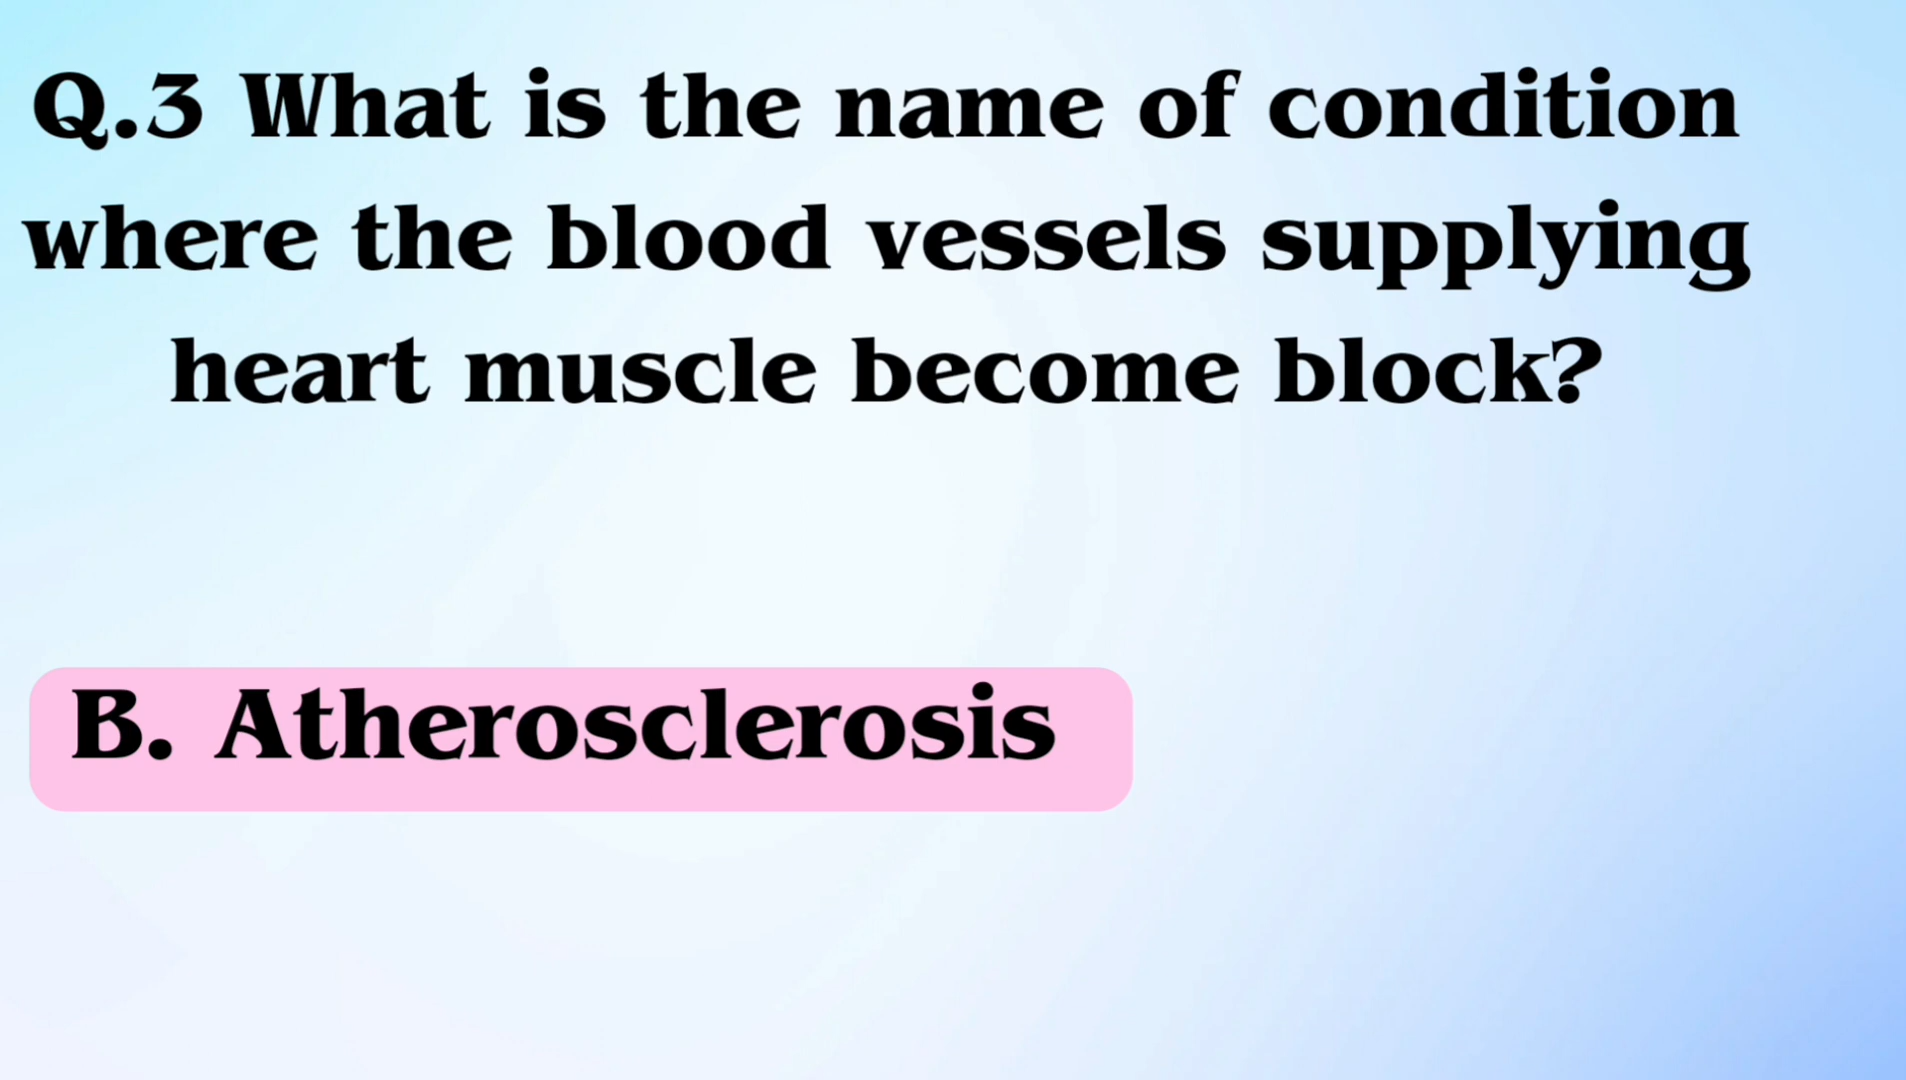 Q.3 What is the name of condition
where the blood vessels supplying
heart muscle become block?
B. Atherosclerosis